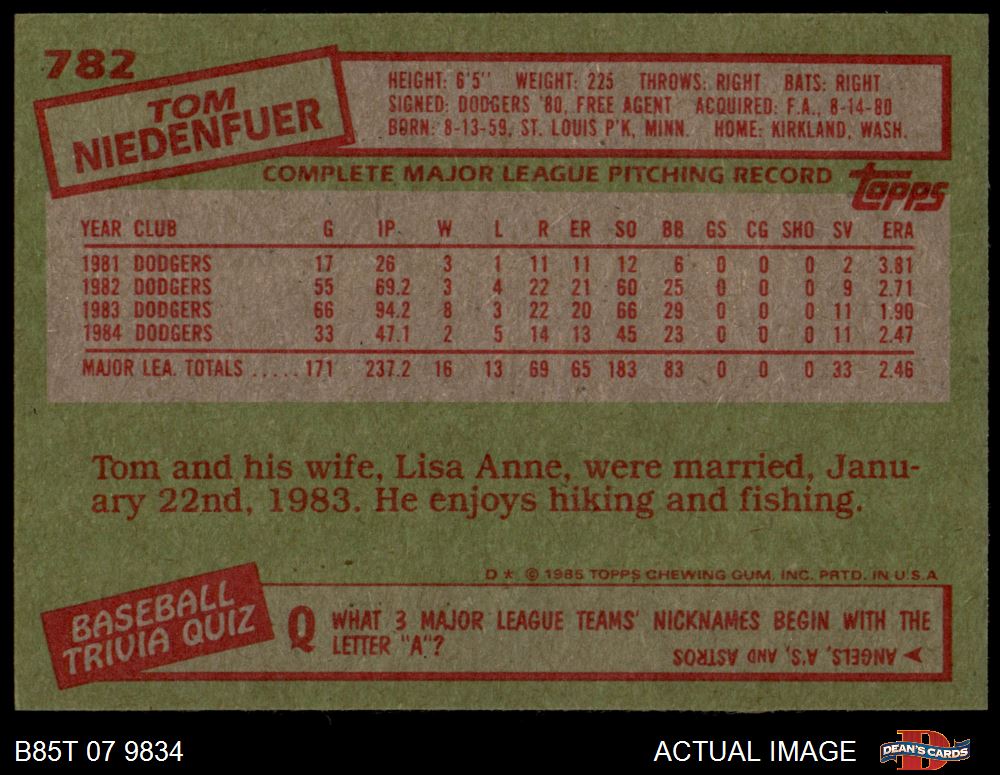 782
TOM
NIEDENFUER
HEIGHT: 6'5" WEIGHT: 225 THROWS: RIGHT BATS: RIGHT
SIGNED: DODGERS '80, FREE AGENT ACQUIRED: F.A., 8-14-80
BORN: 8-13-59, ST. LOUIS P'K, MINN. HOME: KIRKLAND, WASH.
COMPLETE MAJOR LEAGUE PITCHING RECORD
topps
YEAR CLUB G IP W L R ER SO BB GS CG SHO SV ERA
1981 DODGERS 17 26 3 1 11 11 12 6 0 0 0 2 3.81
1982 DODGERS 55 69.2 3 4 22 21 60 25 0 0 0 9 2.71
1983 DODGERS 66 94.2 8 3 22 20 66 29 0 0 0 11 1.90
1984 DODGERS 33 47.1 2 5 14 13 45 23 0 0 0 11 2.47
MAJOR LEA. TOTALS ..... 171 237.2 16 13 69 65 183 83 0 0 0 33 2.46
Tom and his wife, Lisa Anne, were married, Janu-
ary 22nd, 1983. He enjoys hiking and fishing.
D* © 1985 TOPPS CHEWING GUM, INC. PRTD. IN U.S.A
BASEBALL
TRIVIA QUIZ
Q WHAT 3 MAJOR LEAGUE TEAMS' NICKNAMES BEGIN WITH THE
LETTER "A"?
ANGELS, A'S, AND ASTROS
B85T 07 9834
ACTUAL IMAGE
D
DEAN'S CARDS